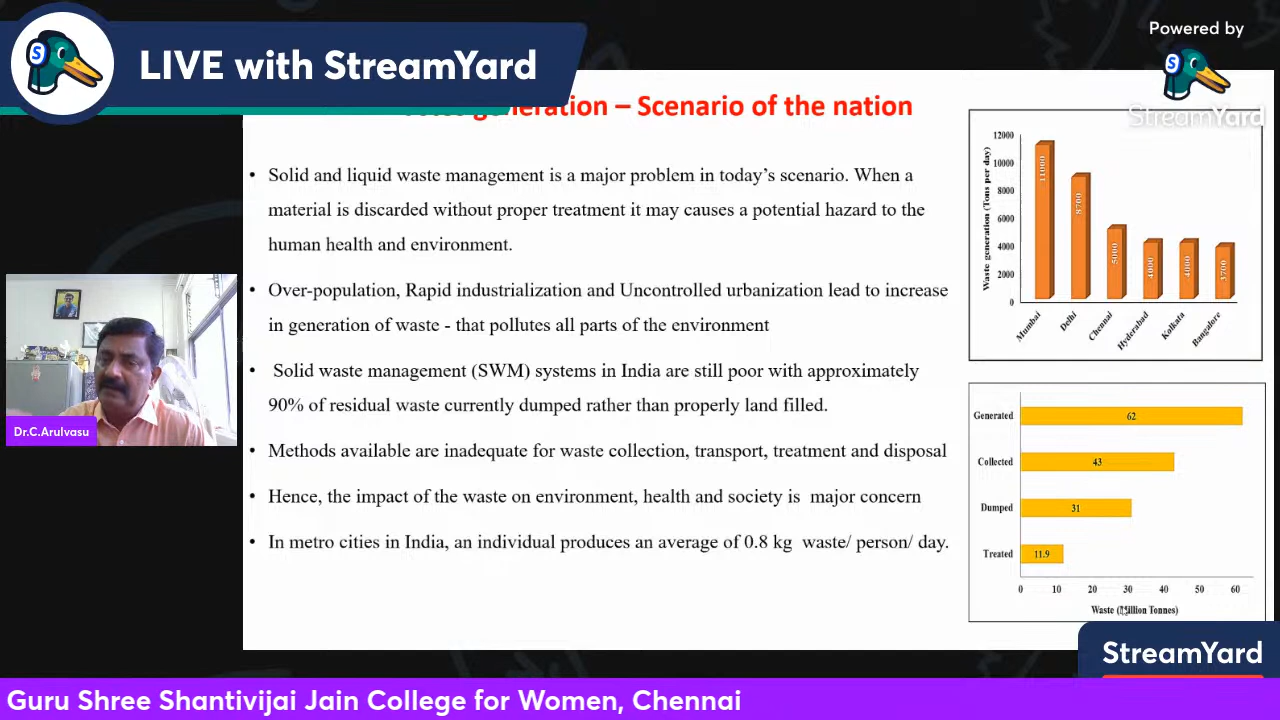 LIVE with StreamYard
Powered by
StreamYard
– Scenario of the nation
• Solid and liquid waste management is a major problem in today’s scenario. When a
material is discarded without proper treatment it may causes a potential hazard to the
human health and environment.
• Over-population, Rapid industrialization and Uncontrolled urbanization lead to increase
in generation of waste - that pollutes all parts of the environment
• Solid waste management (SWM) systems in India are still poor with approximately
90% of residual waste currently dumped rather than properly land filled.
• Methods available are inadequate for waste collection, transport, treatment and disposal
• Hence, the impact of the waste on environment, health and society is major concern
• In metro cities in India, an individual produces an average of 0.8 kg waste/ person/ day.
Waste generation (Tons per day)
12000
10000
8000
6000
4000
2000
0
11000
8700
5000
4000
4000
3700
Mumbai
Delhi
Chennai
Hyderabad
Kolkata
Bangalore
Generated 62
Collected 43
Dumped 31
Treated 11.9
0 10 20 30 40 50 60
Waste (Million Tonnes)
Dr.C.Arulvasu
StreamYard
Guru Shree Shantivijai Jain College for Women, Chennai